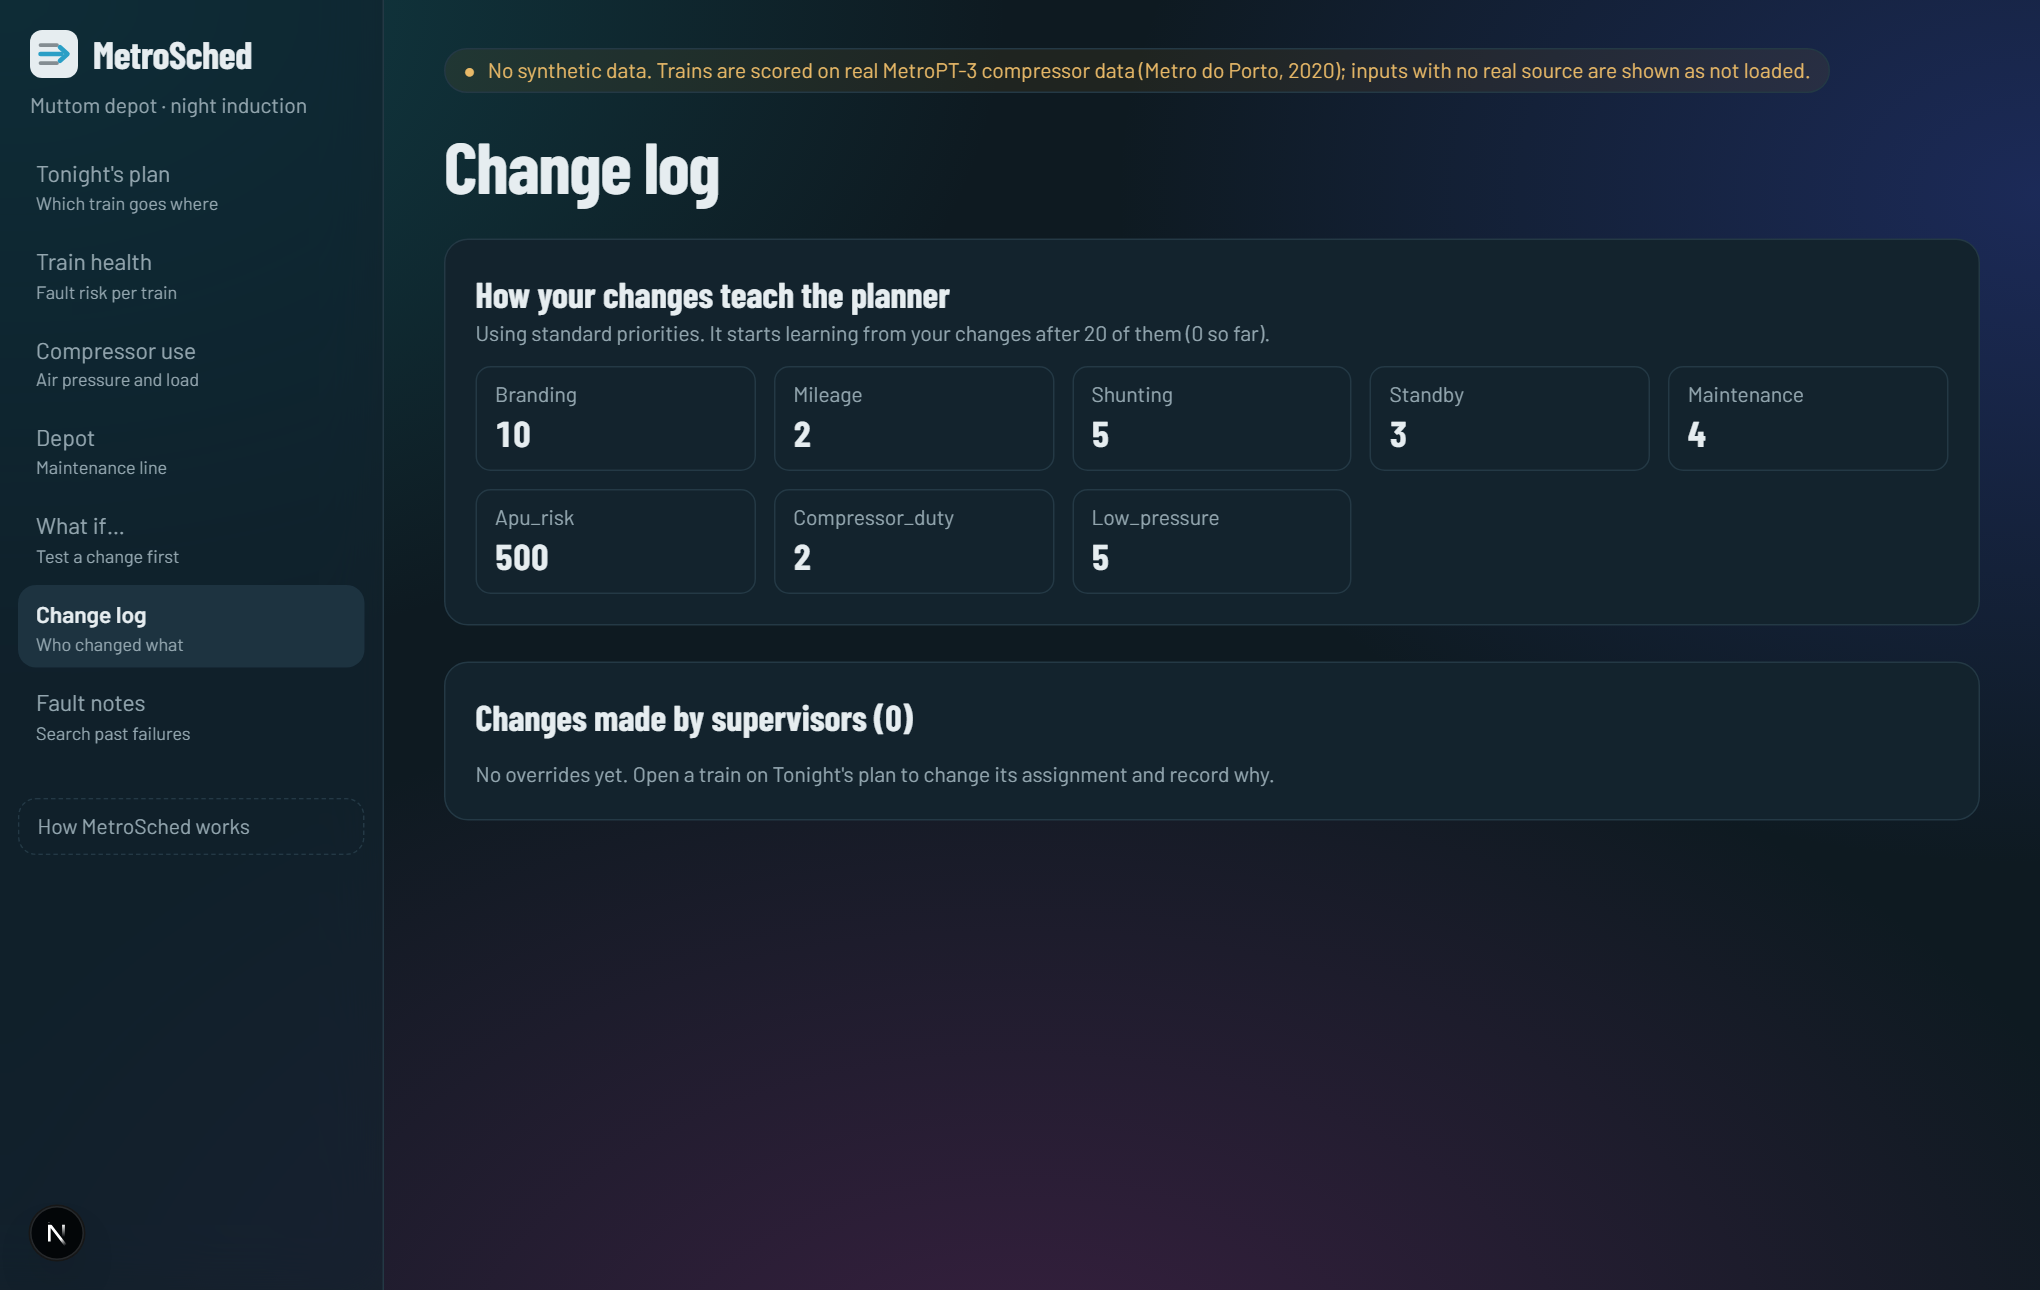 MetroSched
Muttom depot · night induction
Tonight's plan
Which train goes where
Train health
Fault risk per train
Compressor use
Air pressure and load
Depot
Maintenance line
What if...
Test a change first
Change log
Who changed what
Fault notes
Search past failures
How MetroSched works
N
No synthetic data. Trains are scored on real MetroPT-3 compressor data (Metro do Porto, 2020); inputs with no real source are shown as not loaded.
Change log
How your changes teach the planner
Using standard priorities. It starts learning from your changes after 20 of them (0 so far).
Branding
10
Mileage
2
Shunting
5
Standby
3
Maintenance
4
Apu_risk
500
Compressor_duty
2
Low_pressure
5
Changes made by supervisors (0)
No overrides yet. Open a train on Tonight's plan to change its assignment and record why.